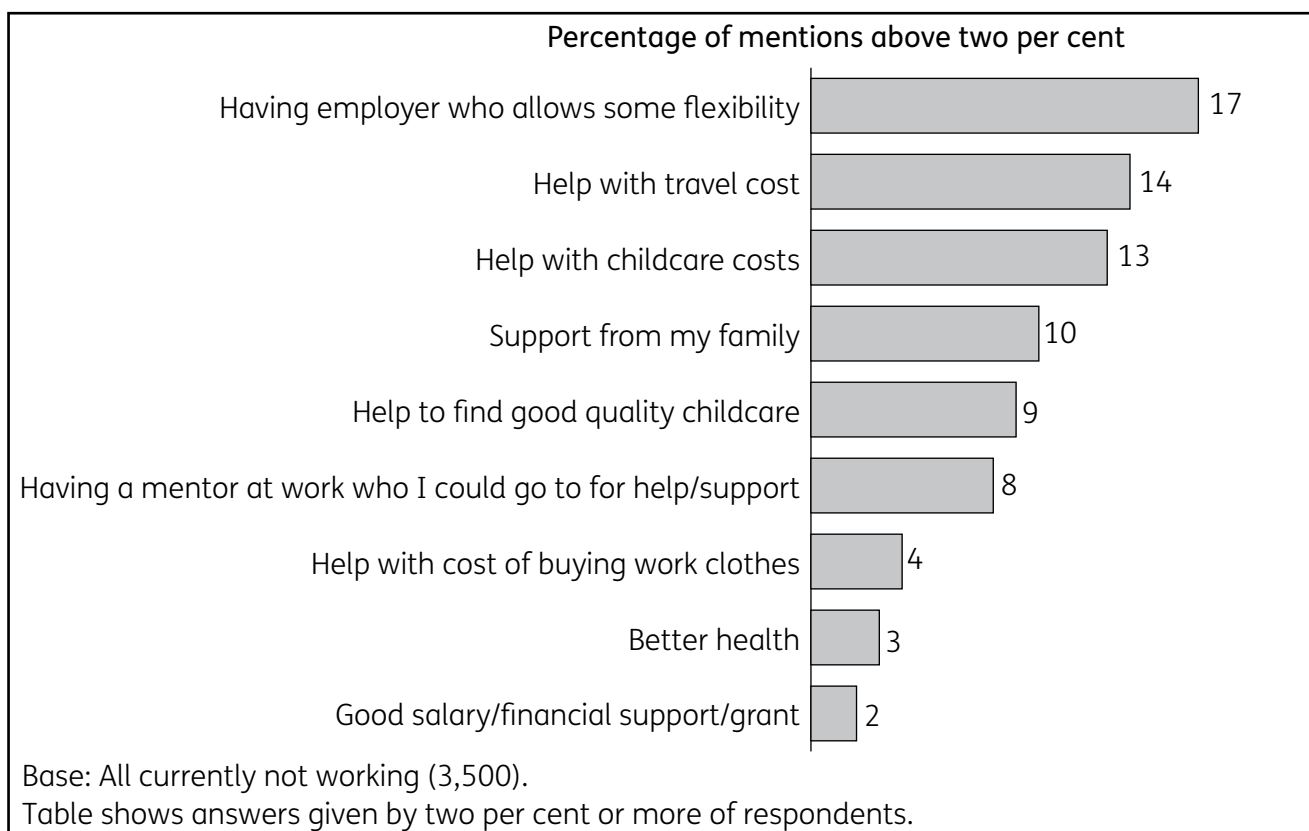 Percentage of mentions above two per cent
Having employer who allows some flexibility 17
Help with travel cost 14
Help with childcare costs 13
Support from my family 10
Help to find good quality childcare 9
Having a mentor at work who I could go to for help/support 8
Help with cost of buying work clothes 4
Better health 3
Good salary/financial support/grant 2
Base: All currently not working (3,500).
Table shows answers given by two per cent or more of respondents.